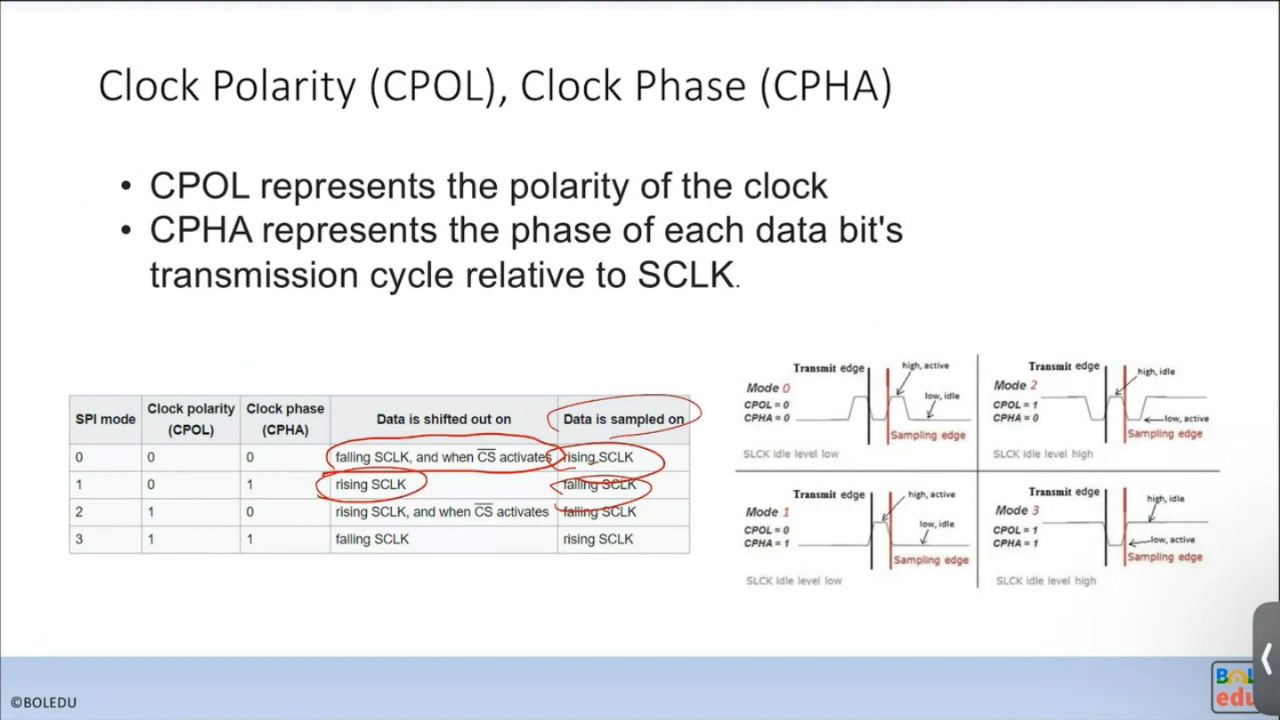 Clock Polarity (CPOL), Clock Phase (CPHA)
• CPOL represents the polarity of the clock
• CPHA represents the phase of each data bit's
transmission cycle relative to SCLK.
SPI mode Clock polarity (CPOL) Clock phase (CPHA) Data is shifted out on Data is sampled on
0 0 0 falling SCLK, and when CS activates rising SCLK
1 0 1 rising SCLK falling SCLK
2 1 0 rising SCLK, and when CS activates falling SCLK
3 1 1 falling SCLK rising SCLK
Transmit edge
high, active
Mode 0
low, idle
CPOL = 0
CPHA = 0
Sampling edge
SLCK Idle level low
Transmit edge
high, idle
Mode 2
CPOL = 1
CPHA = 0
low, active
Sampling edge
SLCK Idle level high
Transmit edge
high, active
Mode 1
low, idle
CPOL = 0
CPHA = 1
Sampling edge
SLCK Idle level low
Transmit edge
high, idle
Mode 3
CPOL = 1
CPHA = 1
low, active
Sampling edge
SLCK Idle level high
©BOLEDU
BOL
edu